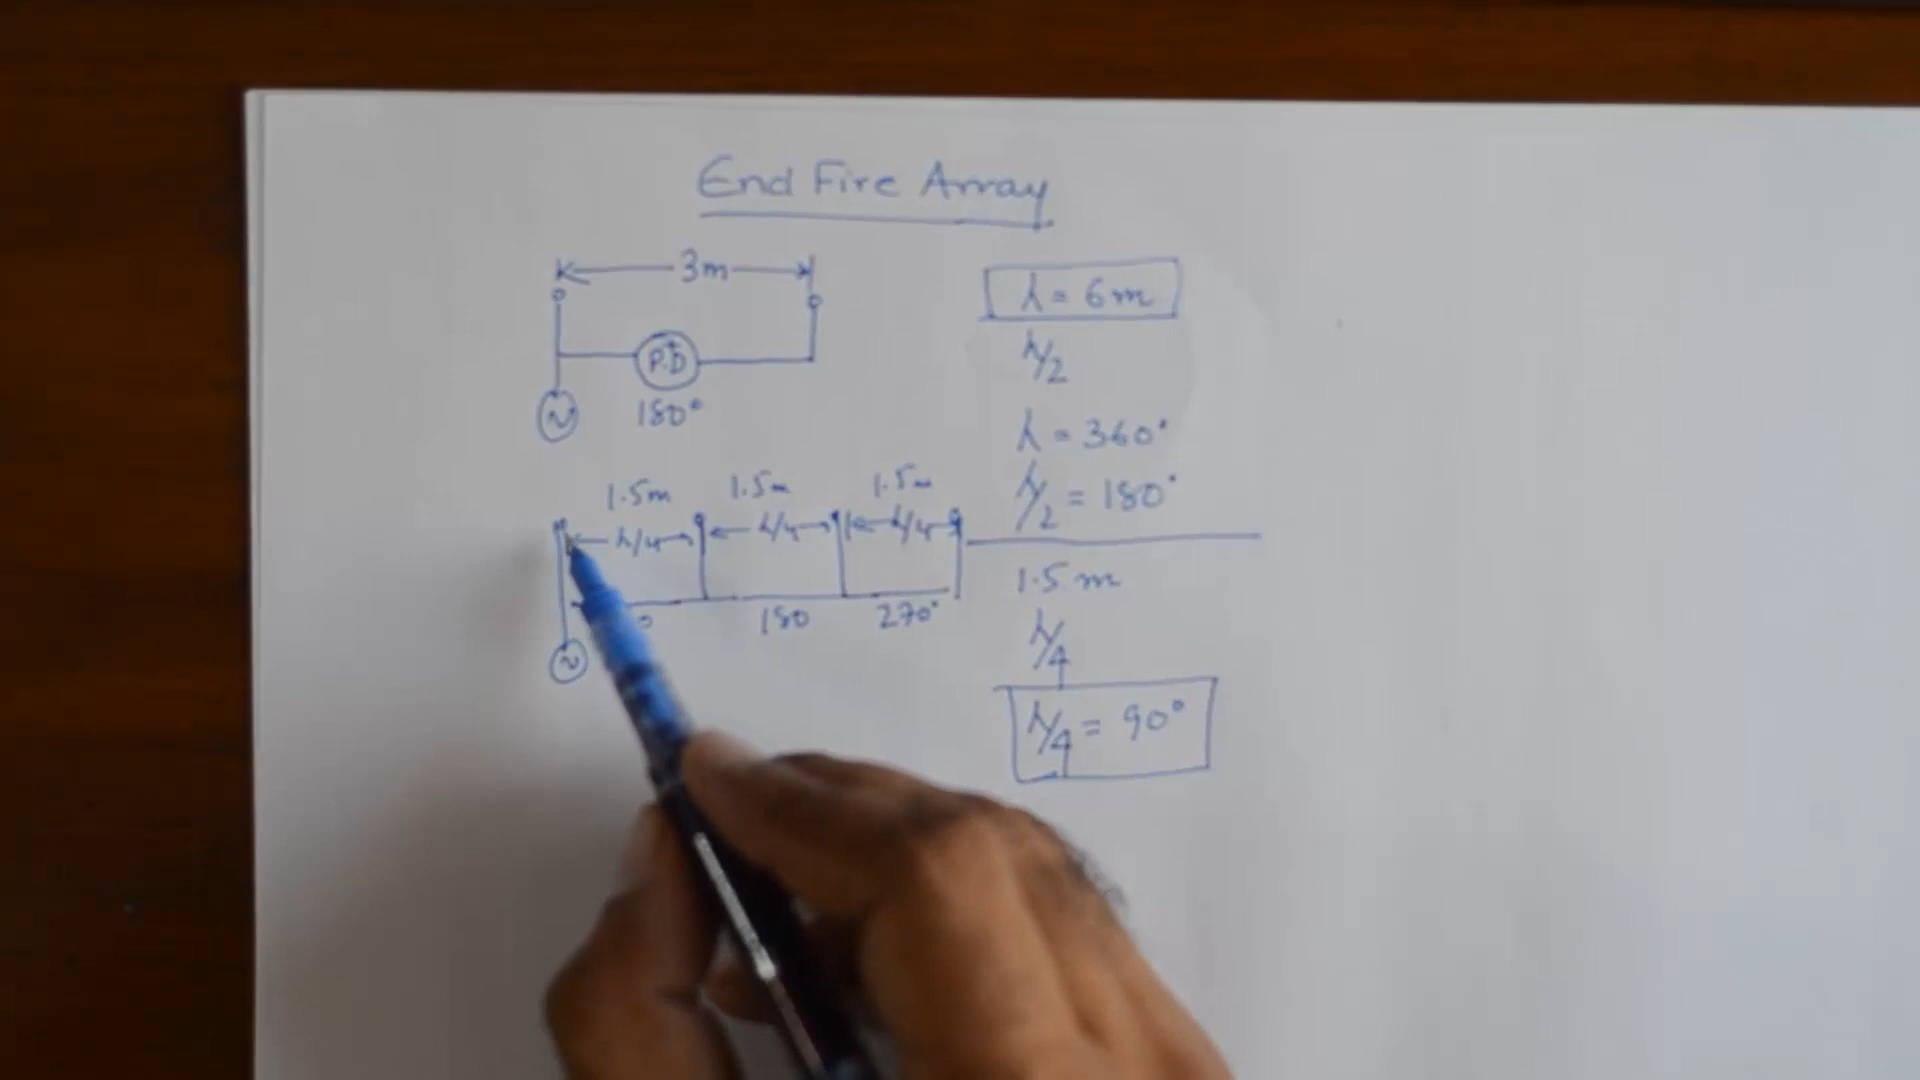 End Fire Array
3m
λ = 6m
P.D
λ/2
180°
λ = 360°
1.5m 1.5m 1.5m
λ/2 = 180°
λ/4 λ/4 λ/4
1.5 m
180 270°
λ/4
λ/4 = 90°